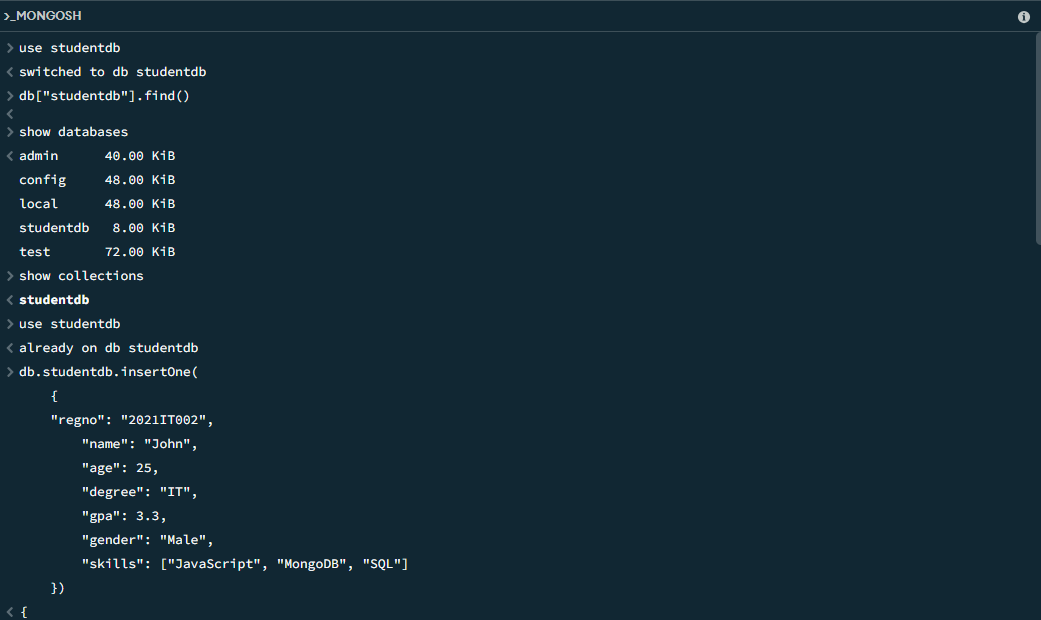 >_MONGOSH
> use studentdb
< switched to db studentdb
> db["studentdb"].find()
<
> show databases
< admin      40.00 KiB
  config     48.00 KiB
  local      48.00 KiB
  studentdb   8.00 KiB
  test       72.00 KiB
> show collections
< studentdb
> use studentdb
< already on db studentdb
> db.studentdb.insertOne(
    {
    "regno": "2021IT002",
        "name": "John",
        "age": 25,
        "degree": "IT",
        "gpa": 3.3,
        "gender": "Male",
        "skills": ["JavaScript", "MongoDB", "SQL"]
    })
< {